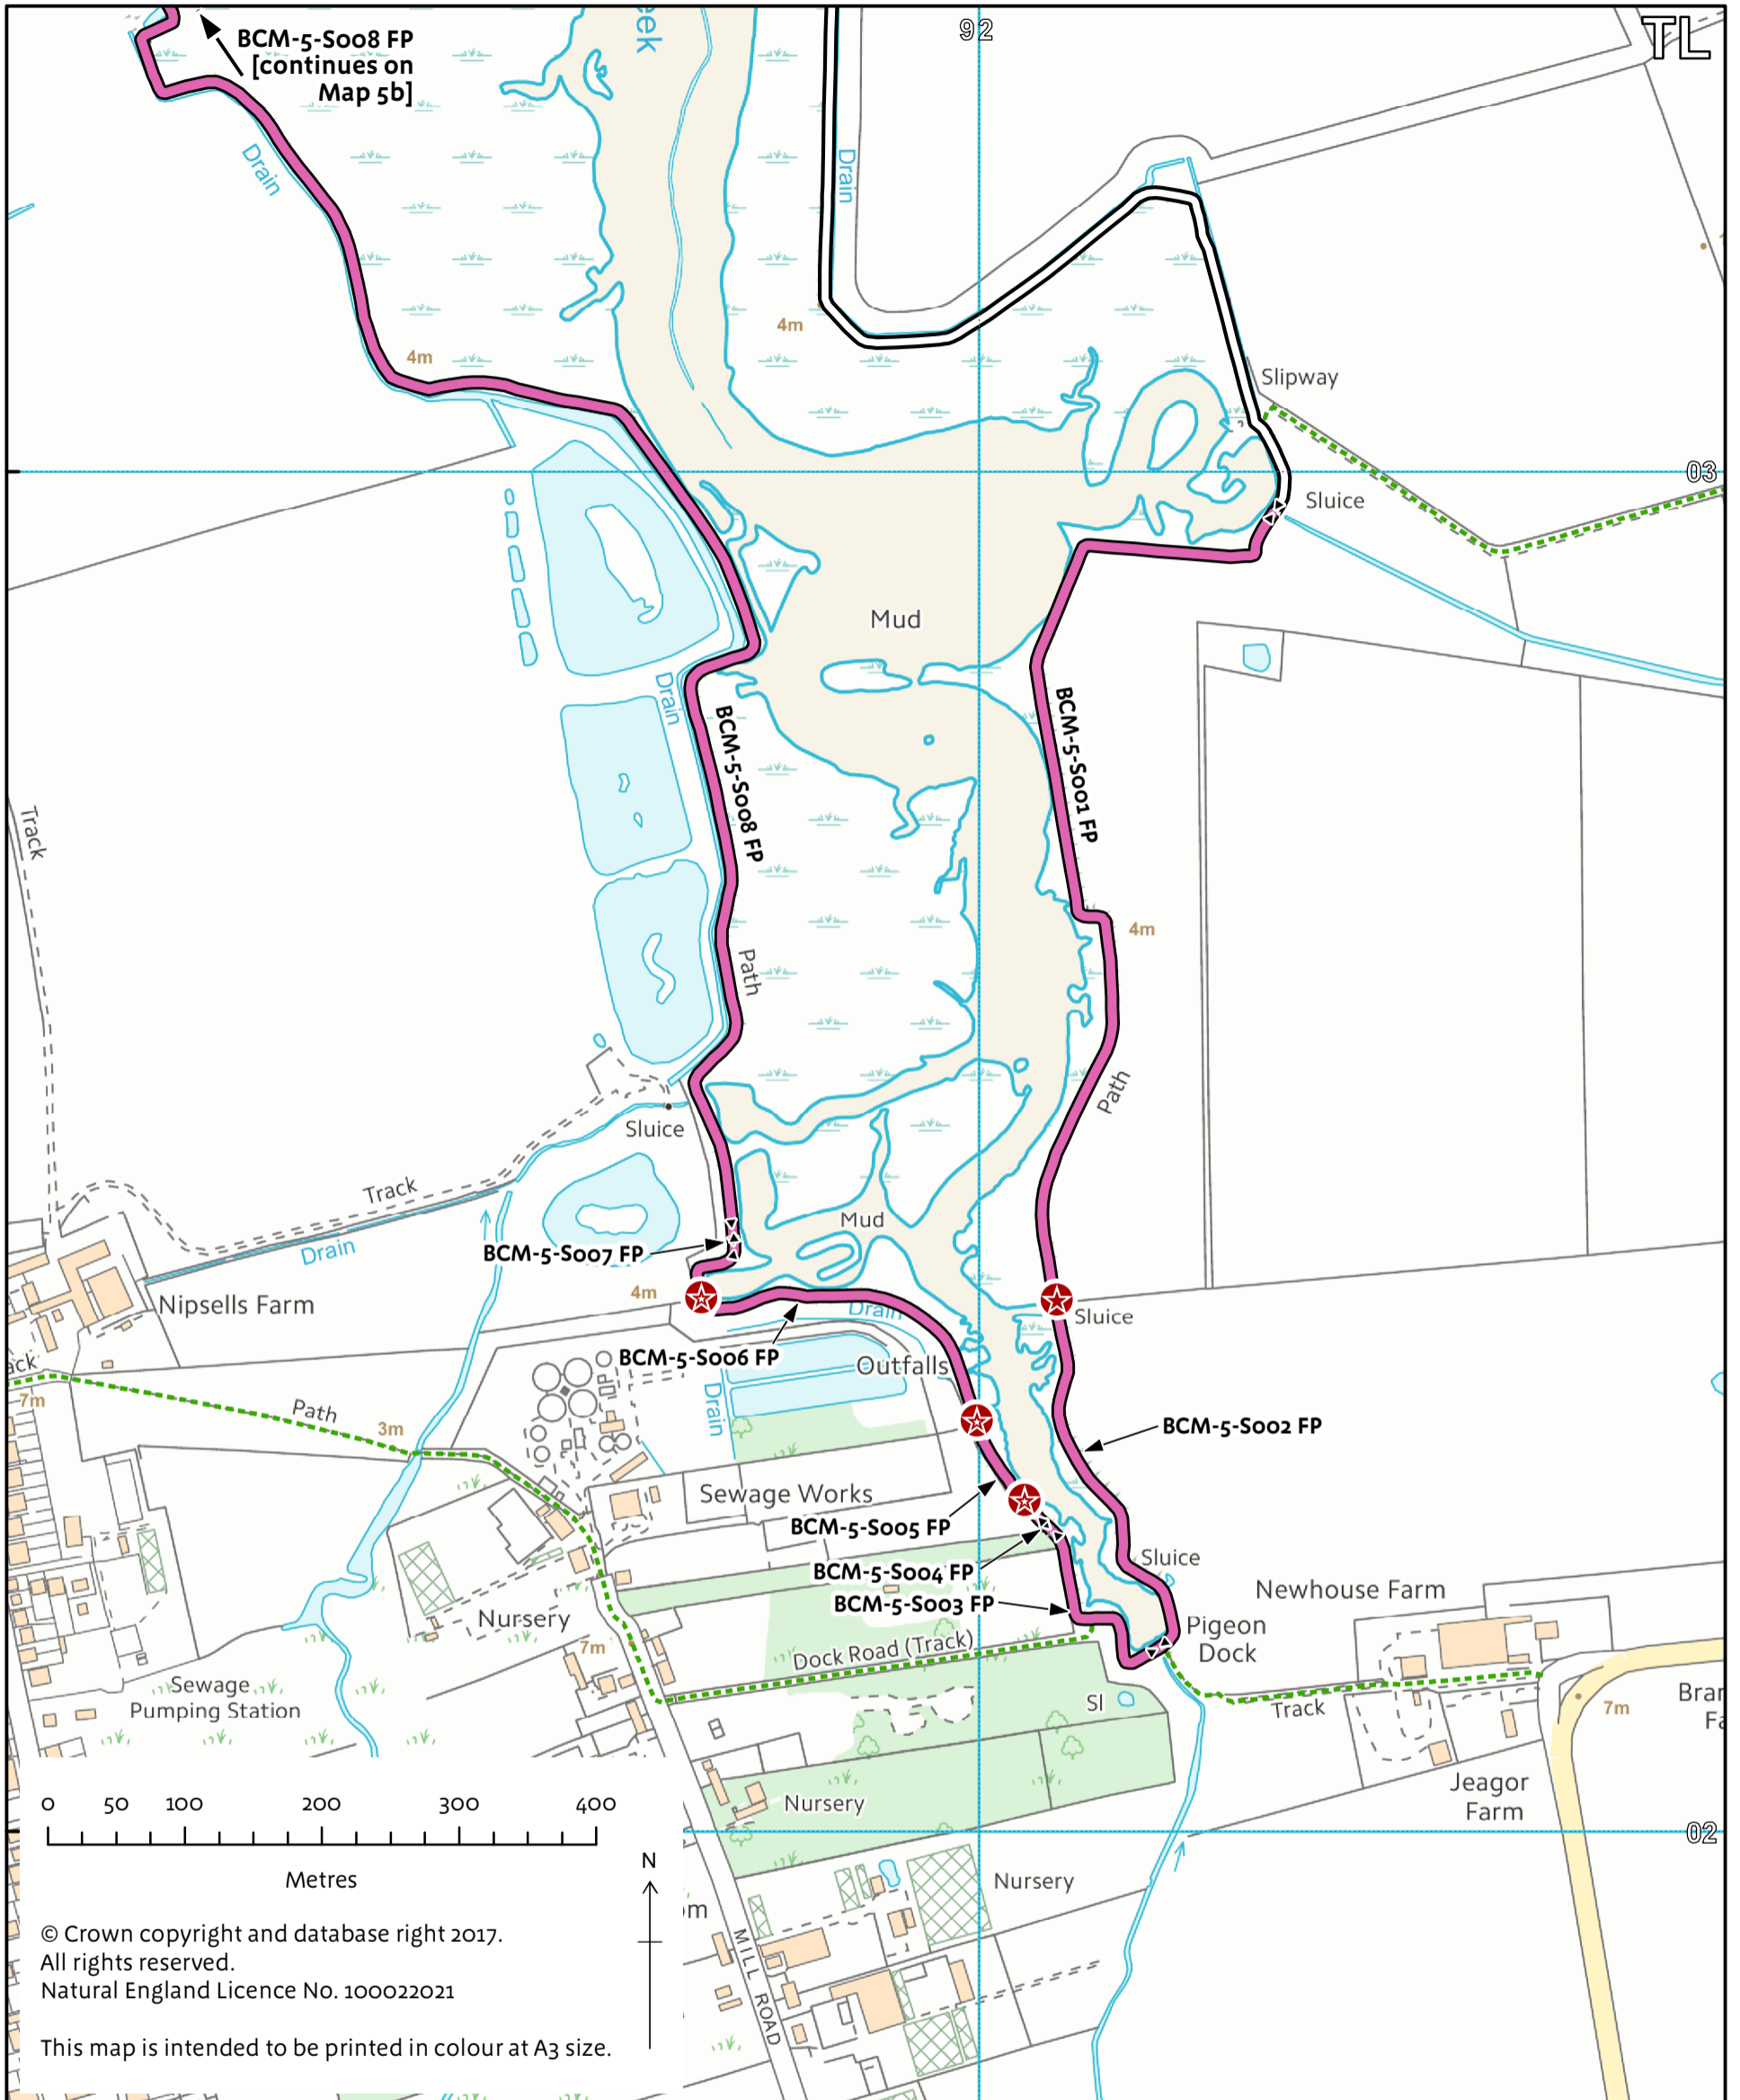 BCM-5-S008 FP
[continues on
Map 5b]
eek
92
TL
Drain
Drain
4m
4m
Slipway
03
Sluice
Mud
Drain
BCM-5-S001 FP
BCM-5-S008 FP
Track
4m
Path
Path
Sluice
Track
Mud
Drain
BCM-5-S007 FP
4m
Nipsells Farm
Drain
Sluice
BCM-5-S006 FP
Outfalls
ack
7m
Path
3m
Drain
BCM-5-S002 FP
Sewage Works
BCM-5-S005 FP
Sluice
BCM-5-S004 FP
Newhouse Farm
BCM-5-S003 FP
Nursery
Pigeon
Dock
7m
Dock Road (Track)
Sewage
Pumping Station
Sl
Track
7m
Bran
Fa
Jeagor
Farm
Nursery
02
0 50 100 200 300 400
Metres
N
Nursery
m
MILL ROAD
© Crown copyright and database right 2017.
All rights reserved.
Natural England Licence No. 100022021
This map is intended to be printed in colour at A3 size.